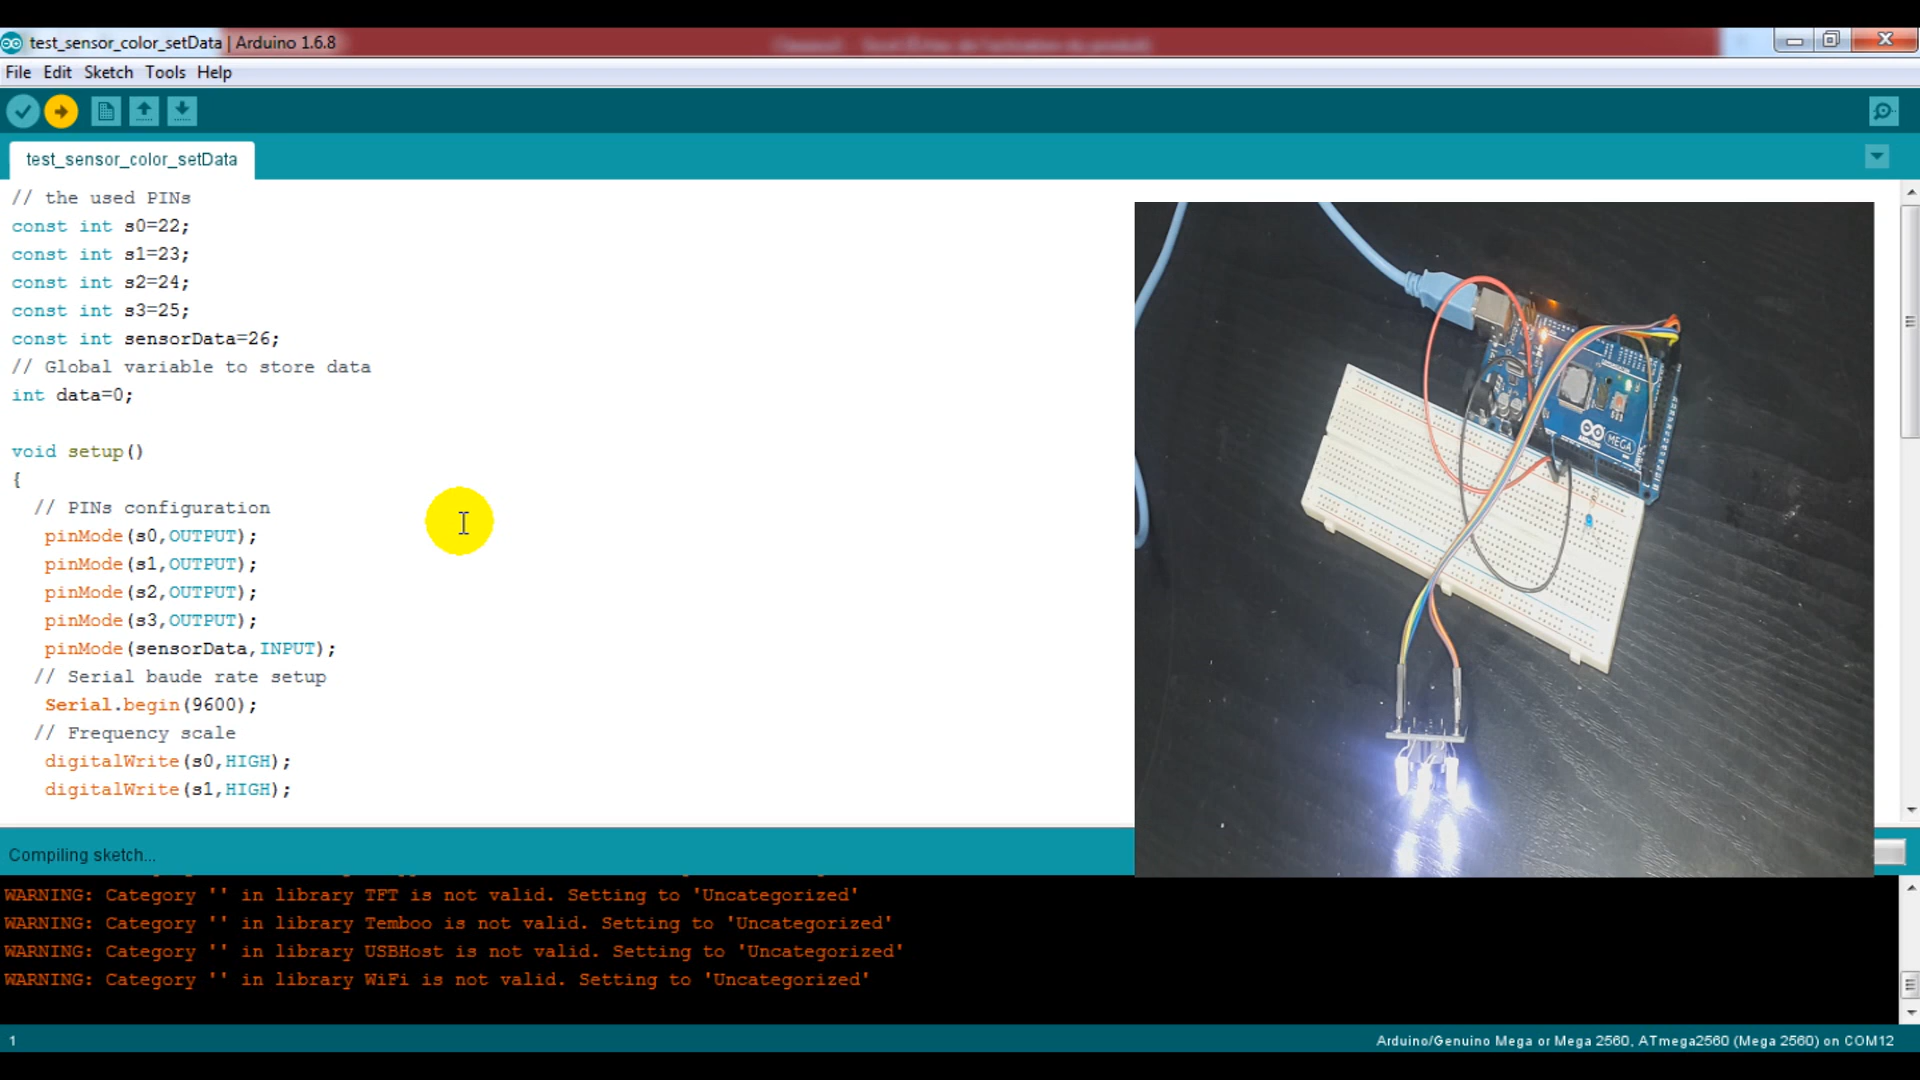 test_sensor_color_setData | Arduino 1.6.8
File Edit Sketch Tools Help
test_sensor_color_setData
// the used PINs
const int s0=22;
const int s1=23;
const int s2=24;
const int s3=25;
const int sensorData=26;
// Global variable to store data
int data=0;
void setup()
{
// PINs configuration
pinMode(s0,OUTPUT);
pinMode(s1,OUTPUT);
pinMode(s2,OUTPUT);
pinMode(s3,OUTPUT);
pinMode(sensorData,INPUT);
// Serial baude rate setup
Serial.begin(9600);
// Frequency scale
digitalWrite(s0,HIGH);
digitalWrite(s1,HIGH);
MEGA
Compiling sketch...
WARNING: Category '' in library TFT is not valid. Setting to 'Uncategorized'
WARNING: Category '' in library Temboo is not valid. Setting to 'Uncategorized'
WARNING: Category '' in library USBHost is not valid. Setting to 'Uncategorized'
WARNING: Category '' in library WiFi is not valid. Setting to 'Uncategorized'
1
Arduino/Genuino Mega or Mega 2560, ATmega2560 (Mega 2560) on COM12